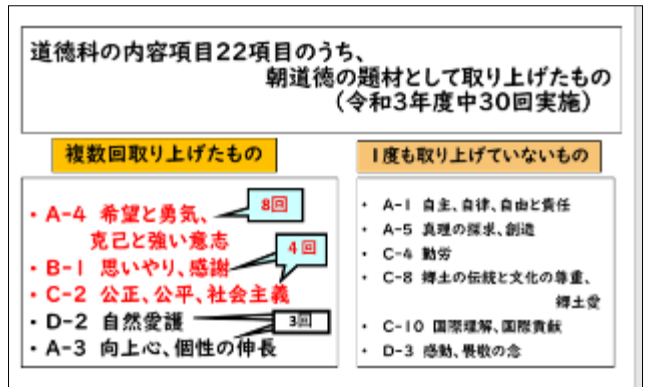 道徳科の内容項目22項目のうち、
朝道徳の題材として取り上げたもの
(令和3年度中30回実施)
複数回取り上げたもの
・A-4 希望と勇気、
克己と強い意志
8回
・B-1 思いやり、感謝
4回
・C-2 公正、公平、社会主義
・D-2 自然愛護
3回
・A-3 向上心、個性の伸長
1度も取り上げていないもの
・A-1 自主、自律、自由と責任
・A-5 真理の探求、創造
・C-4 勤労
・C-8 郷土の伝統と文化の尊重、
郷土愛
・C-10 国際理解、国際貢献
・D-3 感動、畏敬の念